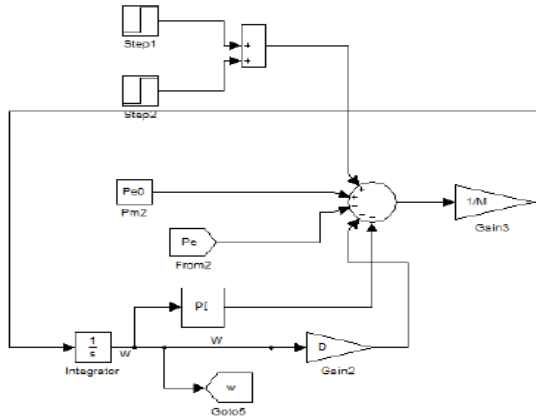 Step1
+
+
Step2
Pe0
Pm2
+
+
−
−
−
1/M
Gain3
Pe
From2
PI
1
s
Integrator
W
W
D
Gain2
w
Goto5